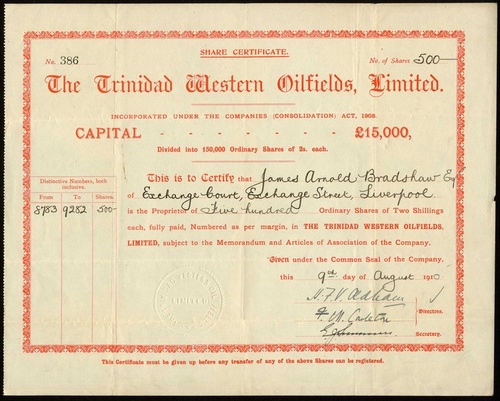 SHARE CERTIFICATE.
No. 386
No. of Shares 500
The Trinidad Western Oilfields, Limited.
INCORPORATED UNDER THE COMPANIES (CONSOLIDATION) ACT, 1908.
CAPITAL - - - - - - - £15,000,
Divided into 150,000 Ordinary Shares of 2s. each.
Distinctive Numbers, both inclusive.
From To Shares
8783 9282 500
This is to Certify that James Arnold Bradshaw Esq
of Exchange Court, Exchange Street, Liverpool
is the Proprietor of Five hundred Ordinary Shares of Two Shillings
each, fully paid, Numbered as per margin, in THE TRINIDAD WESTERN OILFIELDS,
LIMITED, subject to the Memorandum and Articles of Association of the Company.
Given under the Common Seal of the Company,
this 9th day of August 1910
Directors.
Secretary.
This Certificate must be given up before any transfer of any of the above Shares can be registered.